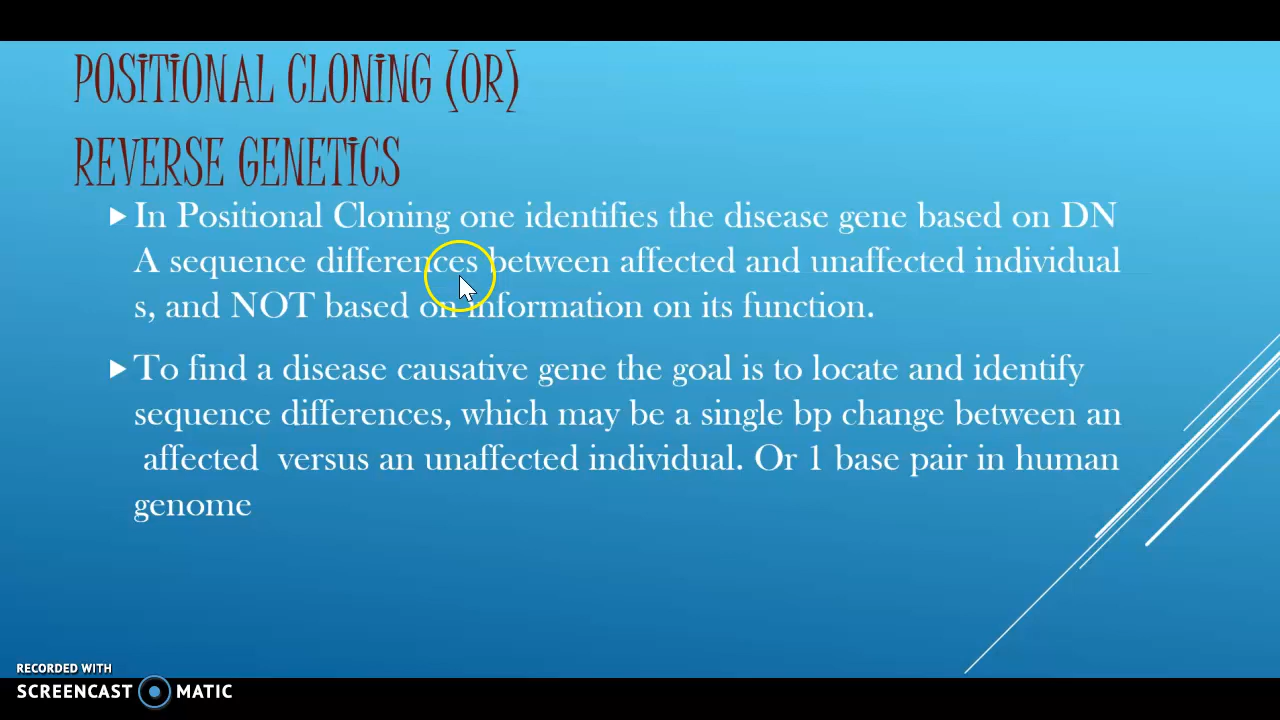 POSITIONAL CLONING (OR)
REVERSE GENETICS
In Positional Cloning one identifies the disease gene based on DN
A sequence differences between affected and unaffected individual
s, and NOT based on information on its function.
To find a disease causative gene the goal is to locate and identify
sequence differences, which may be a single bp change between an
affected versus an unaffected individual. Or 1 base pair in human
genome
RECORDED WITH
SCREENCAST MATIC